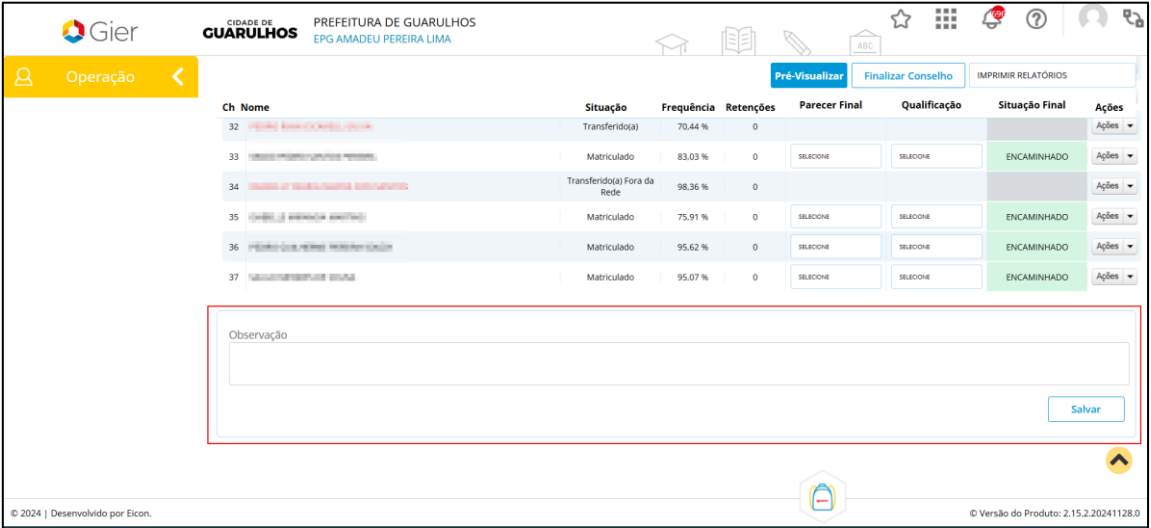 Gier
CIDADE DE
GUARULHOS
PREFEITURA DE GUARULHOS
EPG AMADEU PEREIRA LIMA
ABC
696
?
Operação
Pré-Visualizar Finalizar Conselho IMPRIMIR RELATÓRIOS
Ch Nome Situação Frequência Retenções Parecer Final Qualificação Situação Final Ações
32 Transferido(a) 70,44 % 0 Ações
33 Matriculado 83,03 % 0 SELECIONE SELECIONE ENCAMINHADO Ações
34 Transferido(a) Fora da Rede 98,36 % 0 Ações
35 Matriculado 75,91 % 0 SELECIONE SELECIONE ENCAMINHADO Ações
36 Matriculado 95,62 % 0 SELECIONE SELECIONE ENCAMINHADO Ações
37 Matriculado 95,07 % 0 SELECIONE SELECIONE ENCAMINHADO Ações
Observação
Salvar
© 2024 | Desenvolvido por Eicon.
© Versão do Produto: 2.15.2.20241128.0